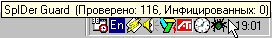 SpIDer Guard (Проверено: 116, Инфицированных: 0)
En 19:01